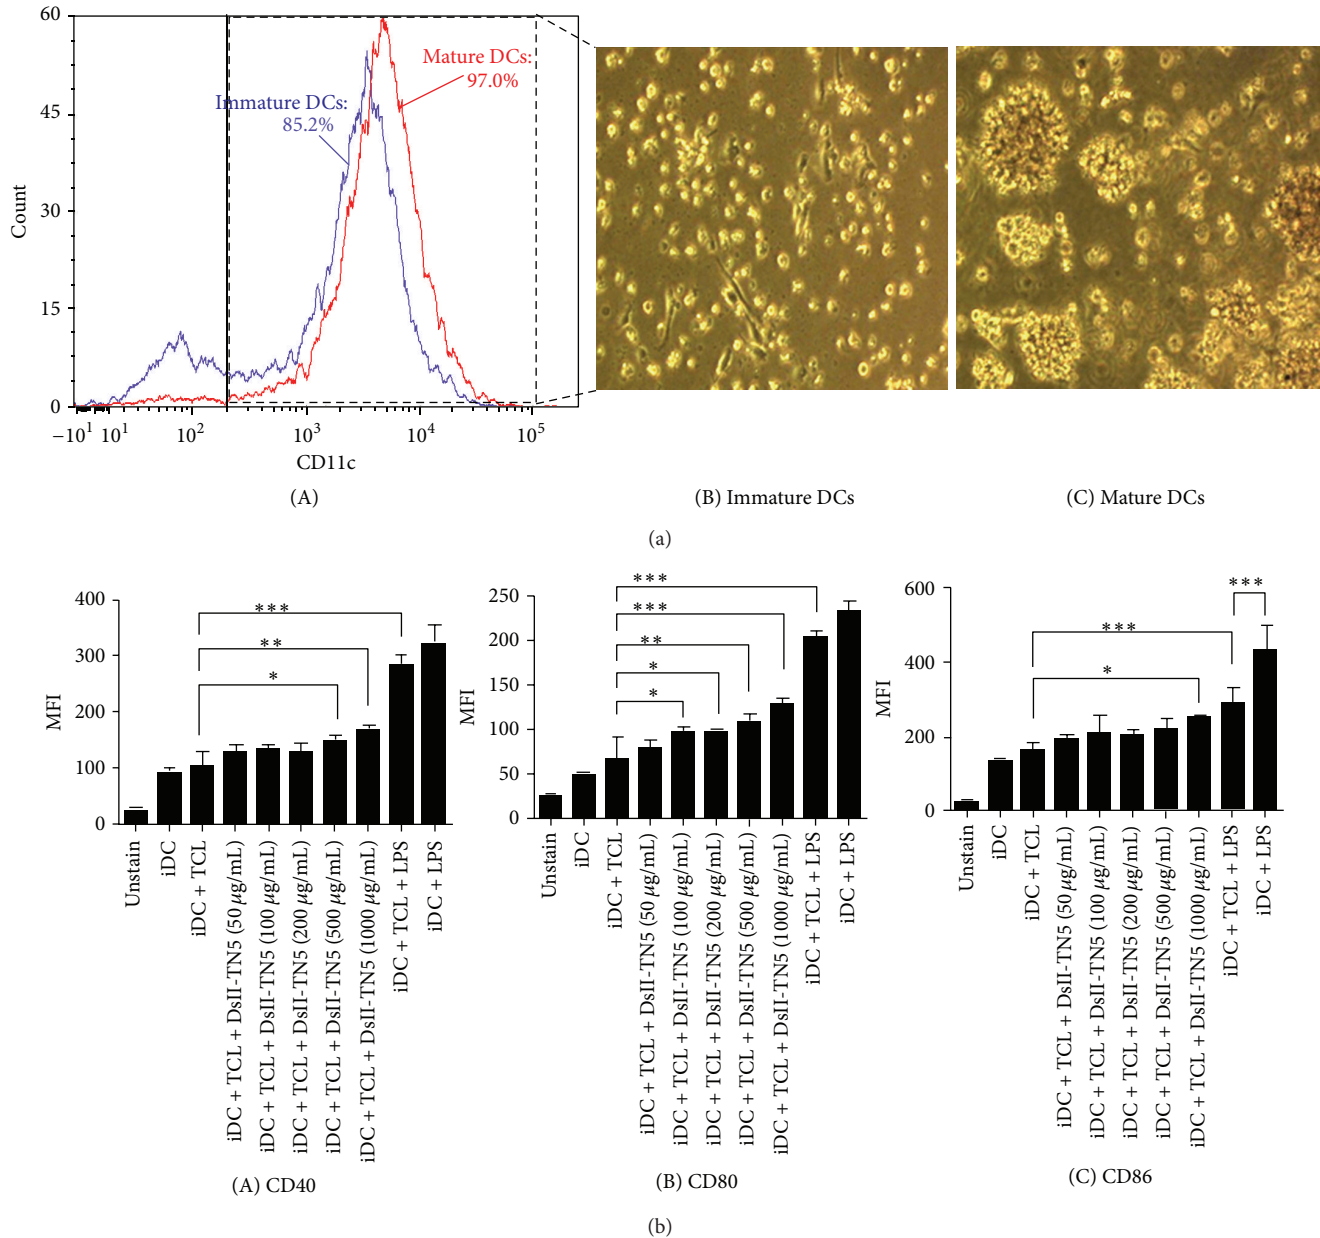 60
45
30
15
0
Count
Mature DCs:
97.0%
Immature DCs:
85.2%
−10¹ 10¹ 10² 10³ 10⁴ 10⁵
CD11c
(A)
(B) Immature DCs
(C) Mature DCs
(a)
400
300
200
100
0
MFI
***
**
*
Unstain
iDC
iDC + TCL
iDC + TCL + DsII-TN5 (50 µg/mL)
iDC + TCL + DsII-TN5 (100 µg/mL)
iDC + TCL + DsII-TN5 (200 µg/mL)
iDC + TCL + DsII-TN5 (500 µg/mL)
iDC + TCL + DsII-TN5 (1000 µg/mL)
iDC + TCL + LPS
iDC + LPS
(A) CD40
250
200
150
100
50
0
MFI
***
***
**
*
*
Unstain
iDC
iDC + TCL
iDC + TCL + DsII-TN5 (50 µg/mL)
iDC + TCL + DsII-TN5 (100 µg/mL)
iDC + TCL + DsII-TN5 (200 µg/mL)
iDC + TCL + DsII-TN5 (500 µg/mL)
iDC + TCL + DsII-TN5 (1000 µg/mL)
iDC + TCL + LPS
iDC + LPS
(B) CD80
600
400
200
0
MFI
***
***
*
Unstain
iDC
iDC + TCL
iDC + TCL + DsII-TN5 (50 µg/mL)
iDC + TCL + DsII-TN5 (100 µg/mL)
iDC + TCL + DsII-TN5 (200 µg/mL)
iDC + TCL + DsII-TN5 (500 µg/mL)
iDC + TCL + DsII-TN5 (1000 µg/mL)
iDC + TCL + LPS
iDC + LPS
(C) CD86
(b)